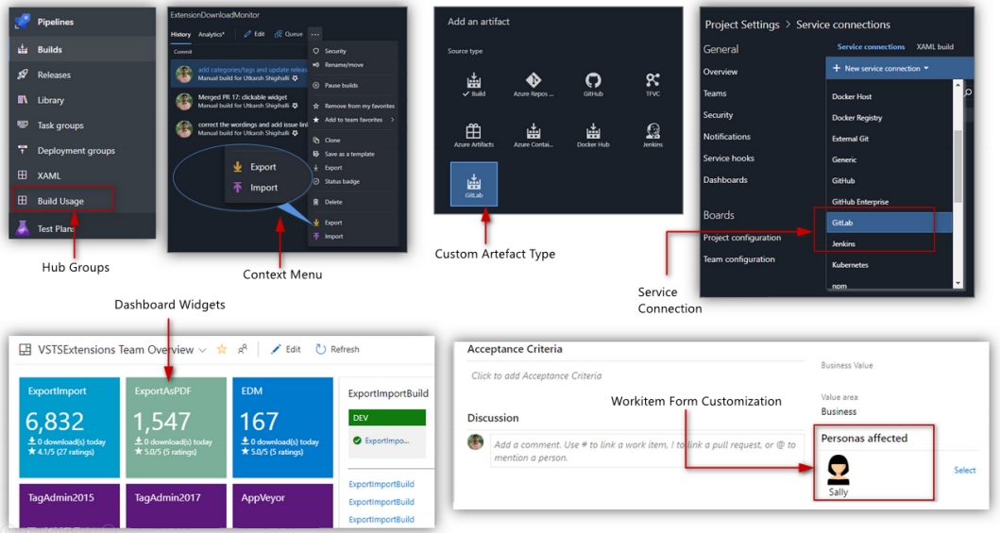 Pipelines
Builds
Releases
Library
Task groups
Deployment groups
XAML
Build Usage
Test Plans
Hub Groups
ExtensionDownloadMonitor
History Analytics* Edit Queue ...
Commit
add categories/tags and update releas
Manual build for Utkarsh Shigihalli
Merged PR 17: clickable widget
Manual build for Utkarsh Shigihalli
correct the wordings and add issue lin
Manual build for Utkarsh Shigihalli
Export
Import
Security
Rename/move
Pause builds
Remove from my favorites
Add to team favorites
Clone
Save as a template
Export
Status badge
Delete
Export
Import
Context Menu
Add an artifact
Source type
Build
Azure Repos ...
GitHub
TFVC
Azure Artifacts
Azure Contai...
Docker Hub
Jenkins
GitLab
Custom Artefact Type
Project Settings > Service connections
General
Overview
Teams
Security
Notifications
Service hooks
Dashboards
Boards
Project configuration
Team configuration
Service connections XAML build
+ New service connection
Docker Host
Docker Registry
External Git
Generic
GitHub
GitHub Enterprise
GitLab
Jenkins
Kubernetes
npm
Service
Connection
Dashboard Widgets
VSTSExtensions Team Overview
Edit
Refresh
ExportImport
6,832
0 download(s) today
4.1/5 (27 ratings)
ExportAsPDF
1,547
0 download(s) today
5.0/5 (5 ratings)
EDM
167
0 download(s) today
5.0/5 (5 ratings)
ExportImportBuild
DEV
ExportImpo...
ExportImportBuild
ExportImportBuild
ExportImportBuild
TagAdmin2015
TagAdmin2017
AppVeyor
Acceptance Criteria
Click to add Acceptance Criteria
Discussion
Add a comment. Use # to link a work item, ! to link a pull request, or @ to
mention a person.
Workitem Form Customization
Business Value
Value area
Business
Personas affected
Sally
Select